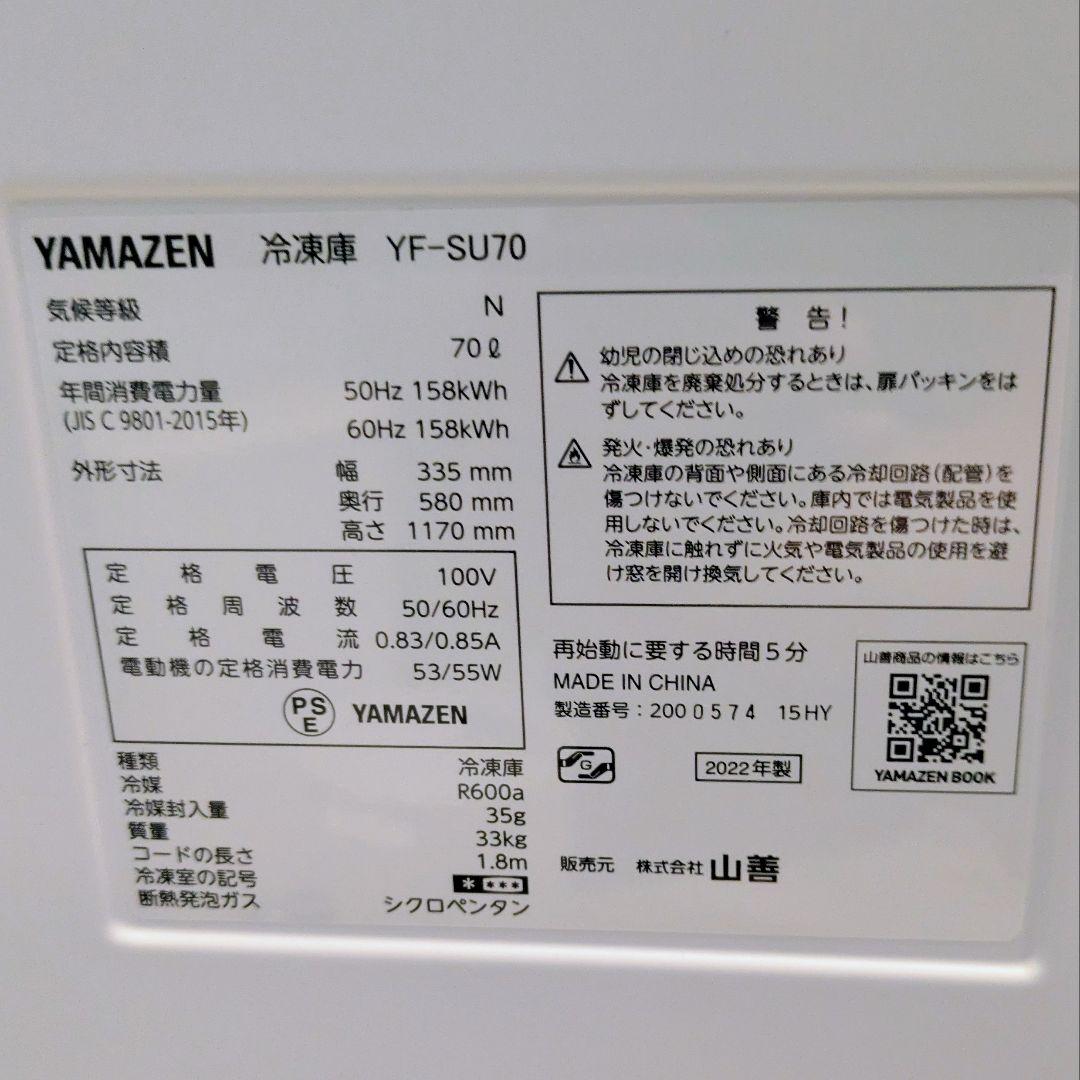 YAMAZEN 冷凍庫 YF-SU70
気候等級 N
定格内容積 70ℓ
年間消費電力量 50Hz 158kWh
(JIS C 9801-2015年) 60Hz 158kWh
外形寸法 幅 335 mm
奥行 580 mm
高さ 1170 mm
定格電圧 100V
定格周波数 50/60Hz
定格電流 0.83/0.85A
電動機の定格消費電力 53/55W
PS
E
YAMAZEN
種類 冷凍庫
冷媒 R600a
冷媒封入量 35g
質量 33kg
コードの長さ 1.8m
冷凍室の記号 * ***
断熱発泡ガス シクロペンタン
警告!
幼児の閉じ込めの恐れあり
冷凍庫を廃棄処分するときは、扉パッキンをは
ずしてください。
発火・爆発の恐れあり
冷凍庫の背面や側面にある冷却回路(配管)を
傷つけないでください。庫内では電気製品を使
用しないでください。冷却回路を傷つけた時は、
冷凍庫に触れずに火気や電気製品の使用を避
け窓を開け換気してください。
再始動に要する時間5分
MADE IN CHINA
製造番号:2000574 15HY
G
2022年製
山善商品の情報はこちら
YAMAZEN BOOK
販売元 株式会社 山善